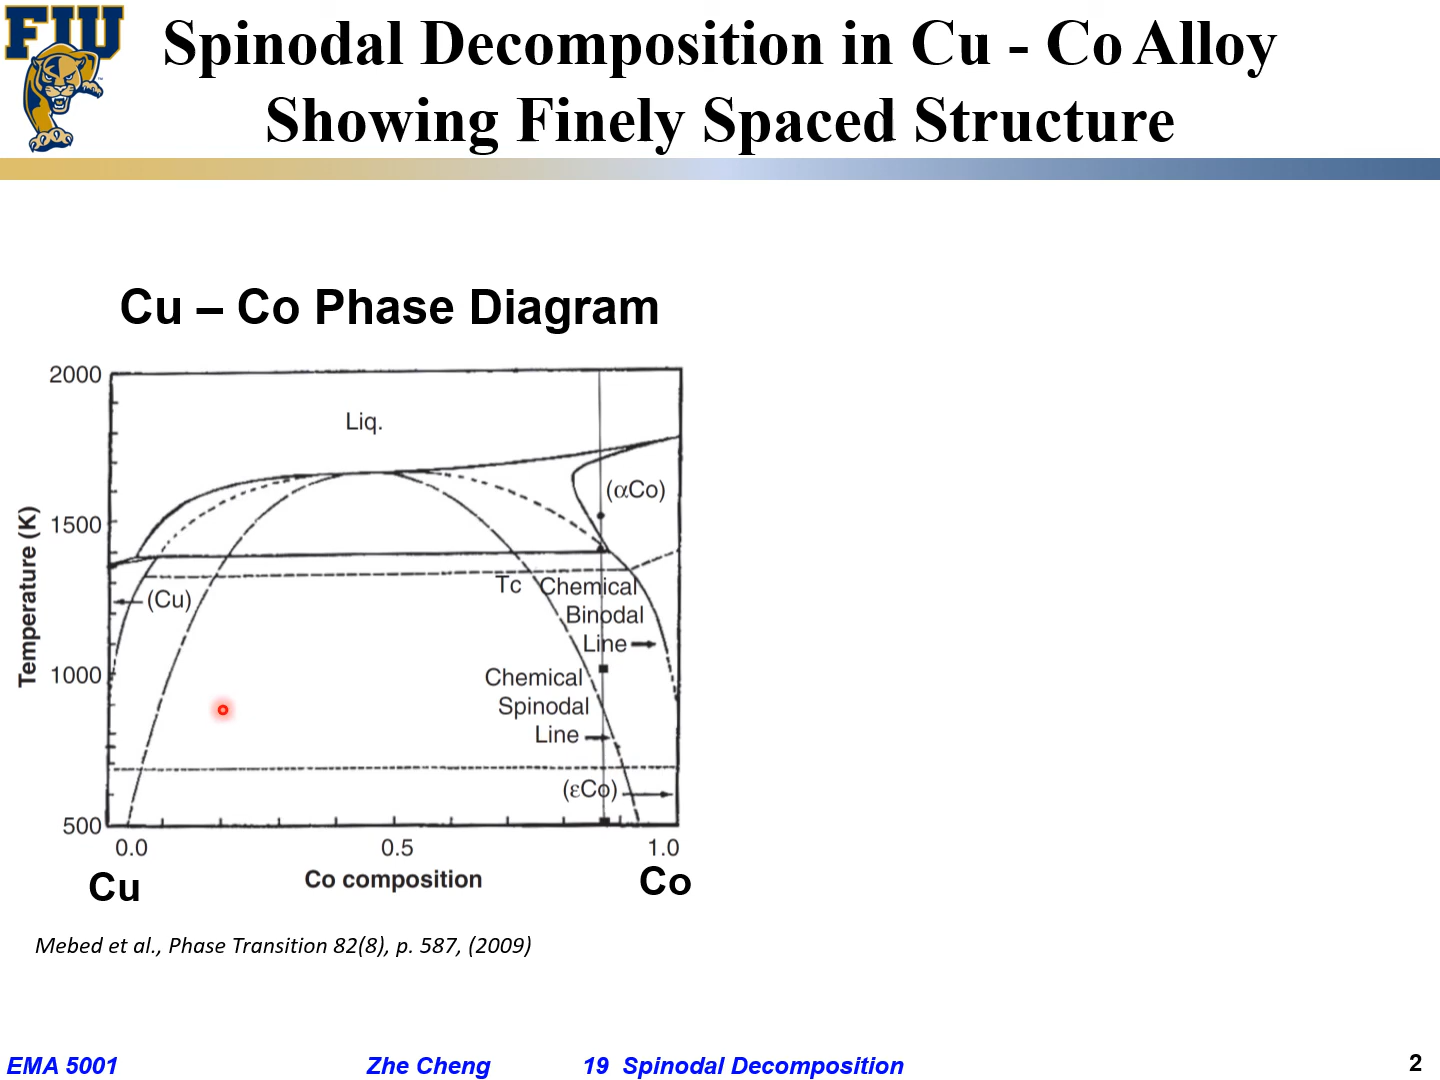 FIU
Spinodal Decomposition in Cu - Co Alloy
Showing Finely Spaced Structure
Cu – Co Phase Diagram
2000
Liq.
(αCo)
1500
Temperature (K)
Tc Chemical
Binodal
Line
(Cu)
1000
Chemical
Spinodal
Line
(εCo)
500
0.0 0.5 1.0
Cu Co composition Co
Mebed et al., Phase Transition 82(8), p. 587, (2009)
EMA 5001 Zhe Cheng 19 Spinodal Decomposition 2